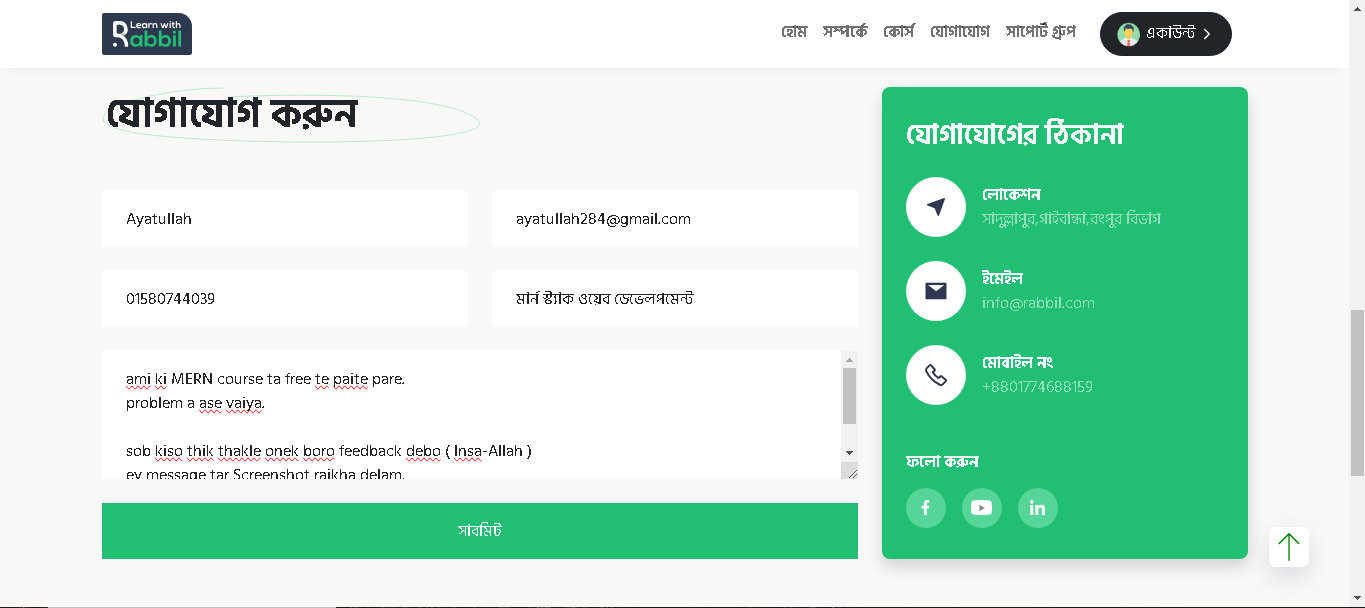 Learn with
Rabbil
হোম সম্পর্কে কোর্স যোগাযোগ সাপোর্ট গ্রুপ
একাউন্ট
যোগাযোগ করুন
Ayatullah
ayatullah284@gmail.com
01580744039
মার্ন স্ট্যাক ওয়েব ডেভেলপমেন্ট
ami ki MERN course ta free te paite pare.
problem a ase vaiya.
sob kiso thik thakle onek boro feedback debo ( Insa-Allah )
ey message tar Screenshot raikha delam.
সাবমিট
যোগাযোগের ঠিকানা
লোকেশন
সাদুল্লাপুর,গাইবান্ধা,রংপুর বিভাগ
ইমেইল
info@rabbil.com
মোবাইল নং
+8801774688159
ফলো করুন